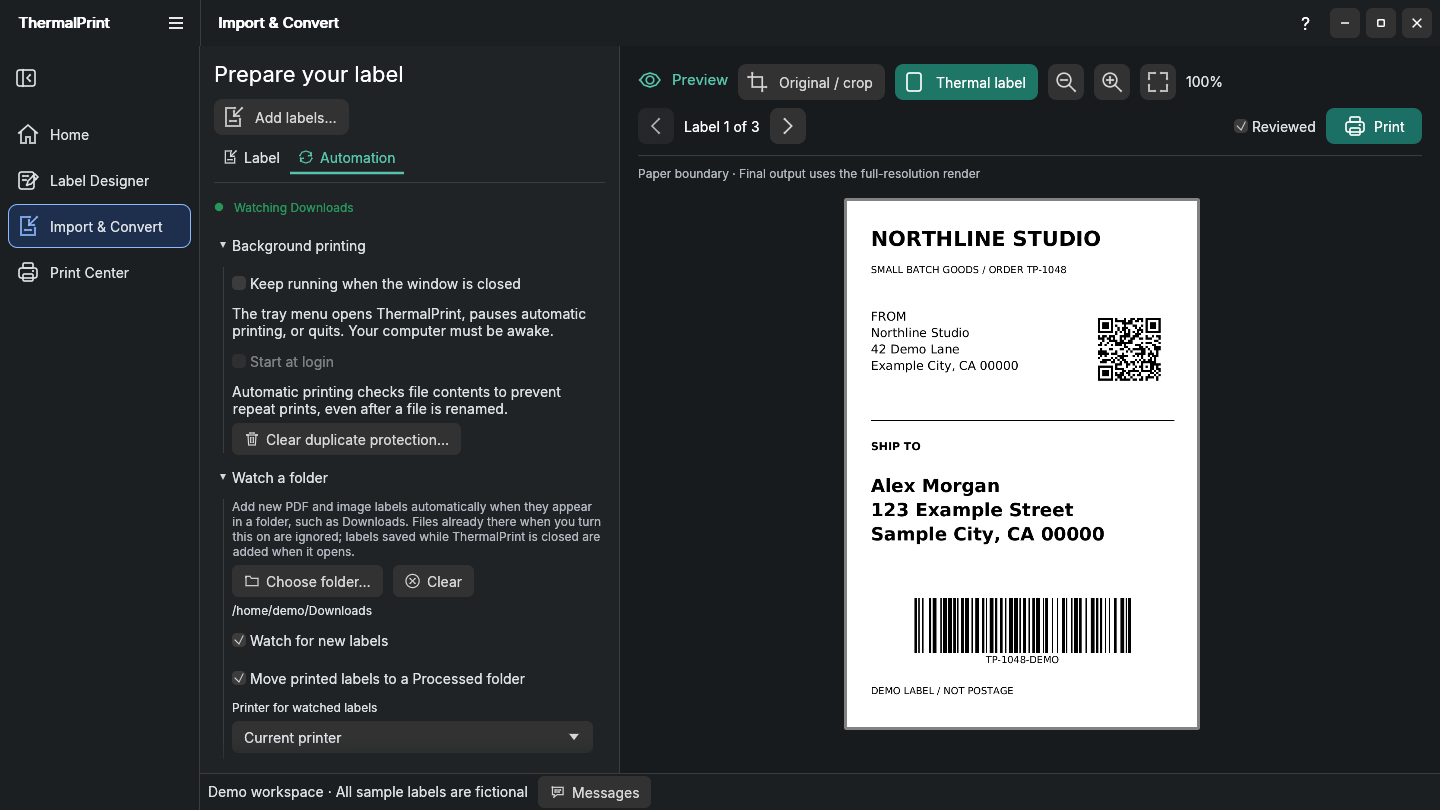 ThermalPrint
Import & Convert
?
Home
Label Designer
Import & Convert
Print Center
Prepare your label
Add labels...
Label
Automation
Watching Downloads
Background printing
Keep running when the window is closed
The tray menu opens ThermalPrint, pauses automatic
printing, or quits. Your computer must be awake.
Start at login
Automatic printing checks file contents to prevent
repeat prints, even after a file is renamed.
Clear duplicate protection...
Watch a folder
Add new PDF and image labels automatically when they appear
in a folder, such as Downloads. Files already there when you turn
this on are ignored; labels saved while ThermalPrint is closed are
added when it opens.
Choose folder...
Clear
/home/demo/Downloads
Watch for new labels
Move printed labels to a Processed folder
Printer for watched labels
Current printer
Preview
Original / crop
Thermal label
100%
Label 1 of 3
Reviewed
Print
Paper boundary · Final output uses the full-resolution render
NORTHLINE STUDIO
SMALL BATCH GOODS / ORDER TP-1048
FROM
Northline Studio
42 Demo Lane
Example City, CA 00000
SHIP TO
Alex Morgan
123 Example Street
Sample City, CA 00000
TP-1048-DEMO
DEMO LABEL / NOT POSTAGE
Demo workspace · All sample labels are fictional
Messages